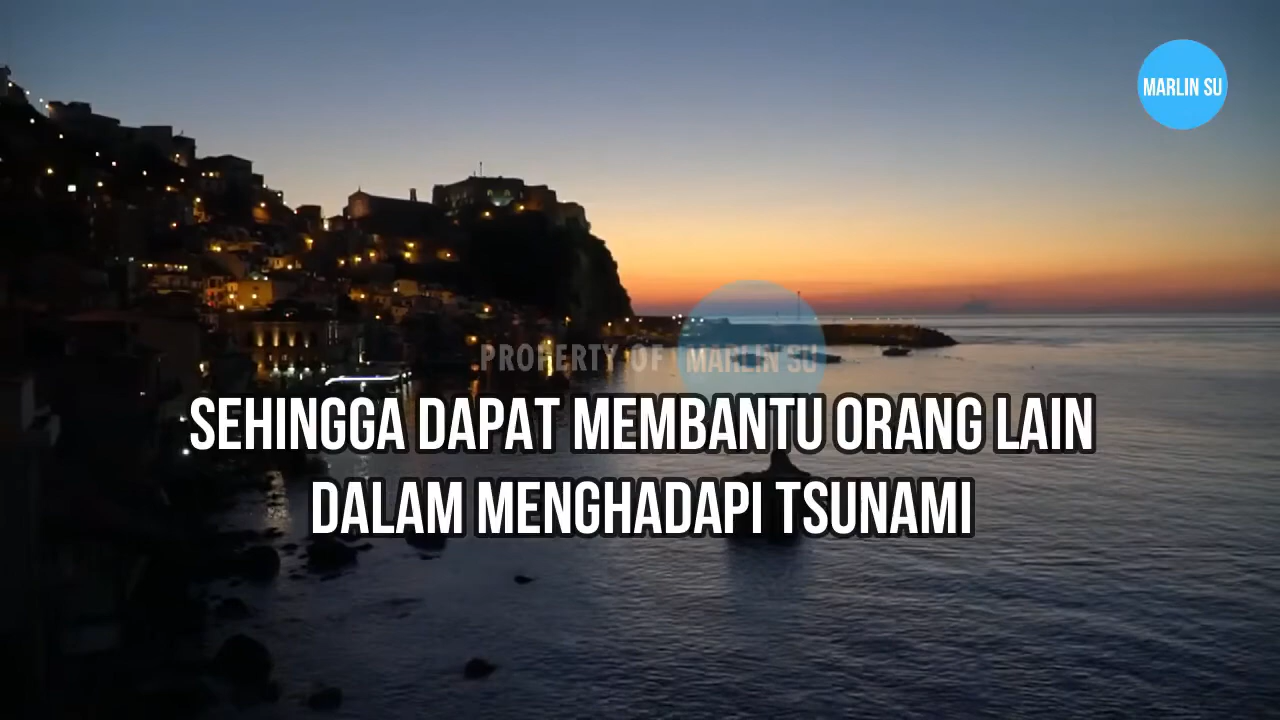 MARLIN SU
PROPERTY OF MARLIN SU
SEHINGGA DAPAT MEMBANTU ORANG LAIN
DALAM MENGHADAPI TSUNAMI